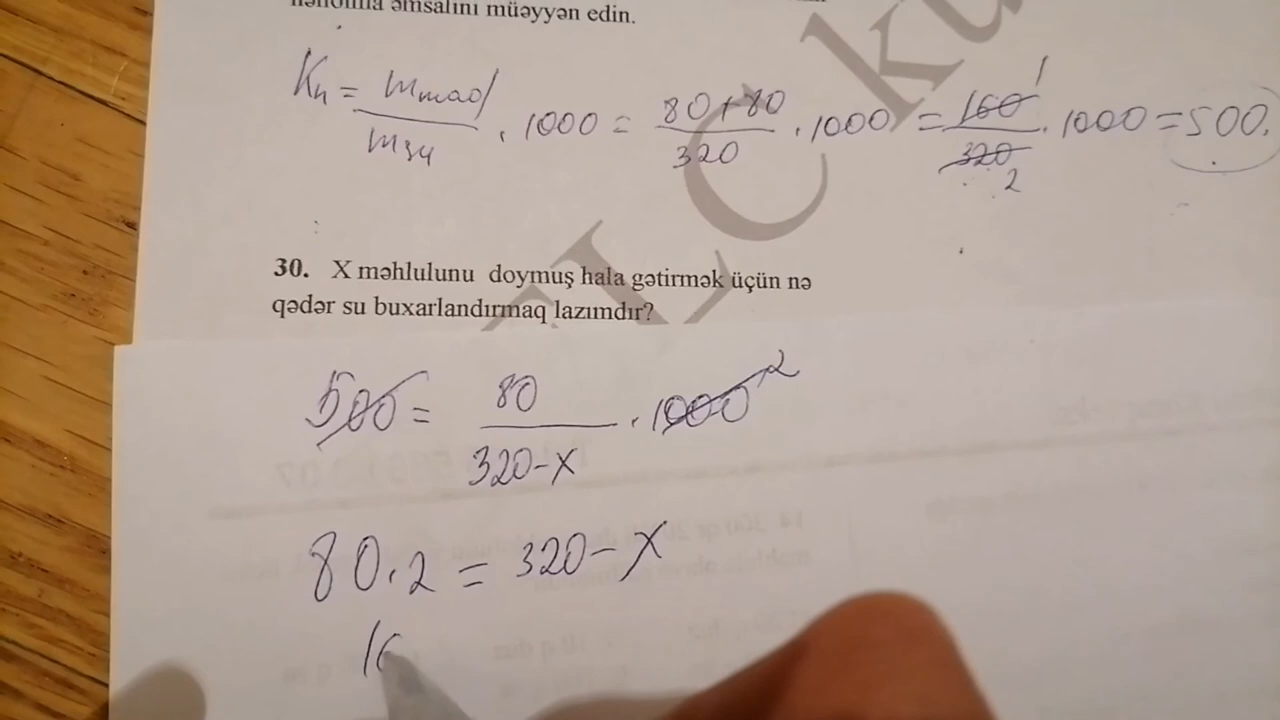 həllolma əmsalını müəyyən edin.
Kh = mmad / msu · 1000 = 80+80 / 320 · 1000 = 160 1 / 320 2 · 1000 = 500.
30. X məhlulunu doymuş hala gətirmək üçün nə
qədər su buxarlandırmaq lazımdır?
500 = 80 / 320-x · 1000 2
80 · 2 = 320 - x
16